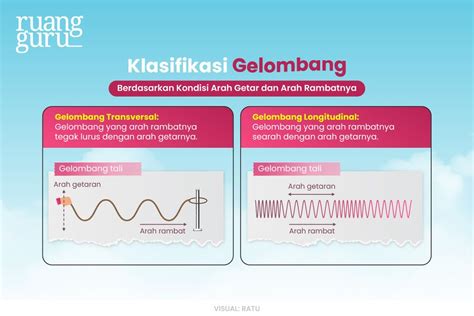 ruang
guru
Klasifikasi Gelombang
Berdasarkan Kondisi Arah Getar dan Arah Rambatnya
Gelombang Transversal:
Gelombang yang arah rambatnya
tegak lurus dengan arah getarnya.
Gelombang tali
Arah getaran
Arah rambat
Gelombang Longitudinal:
Gelombang yang arah rambatnya
searah dengan arah getarnya.
Gelombang tali
Arah getaran
Arah rambat
VISUAL: RATU